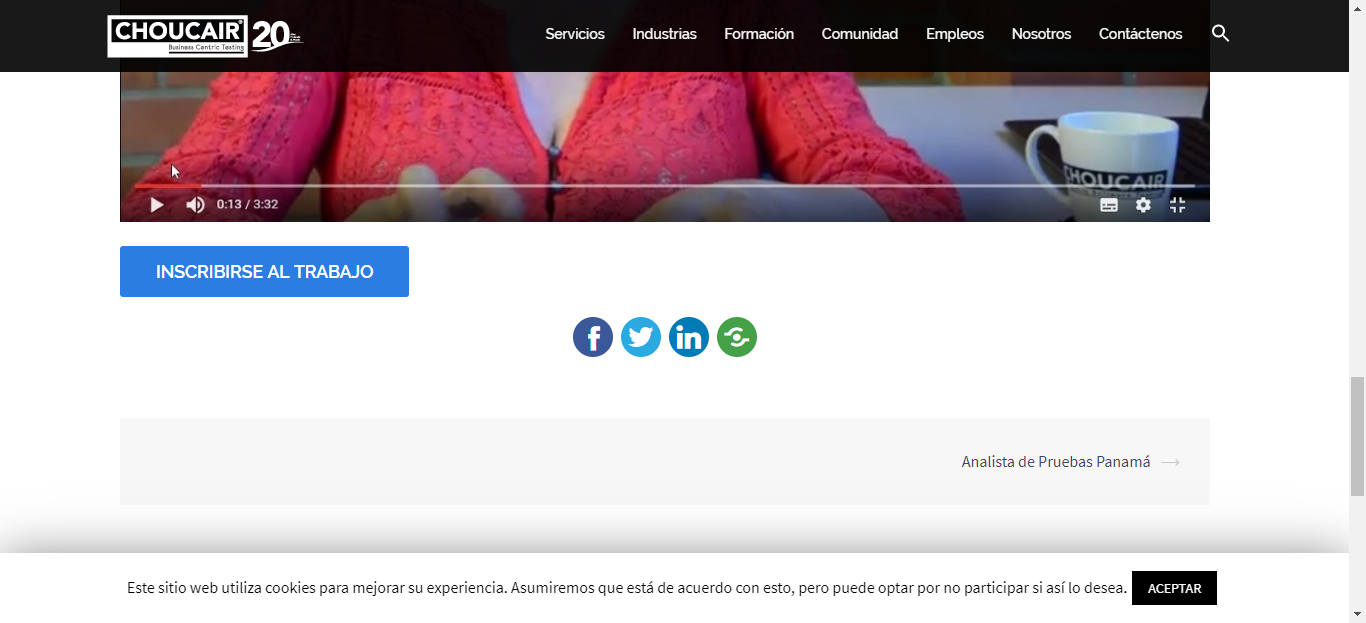 CHOUCAIR
Business Centric Testing
20
Servicios
Industrias
Formación
Comunidad
Empleos
Nosotros
Contáctenos
CHOUCAIR
0:13 / 3:32
INSCRIBIRSE AL TRABAJO
f
in
Analista de Pruebas Panamá →
Este sitio web utiliza cookies para mejorar su experiencia. Asumiremos que está de acuerdo con esto, pero puede optar por no participar si así lo desea.
ACEPTAR